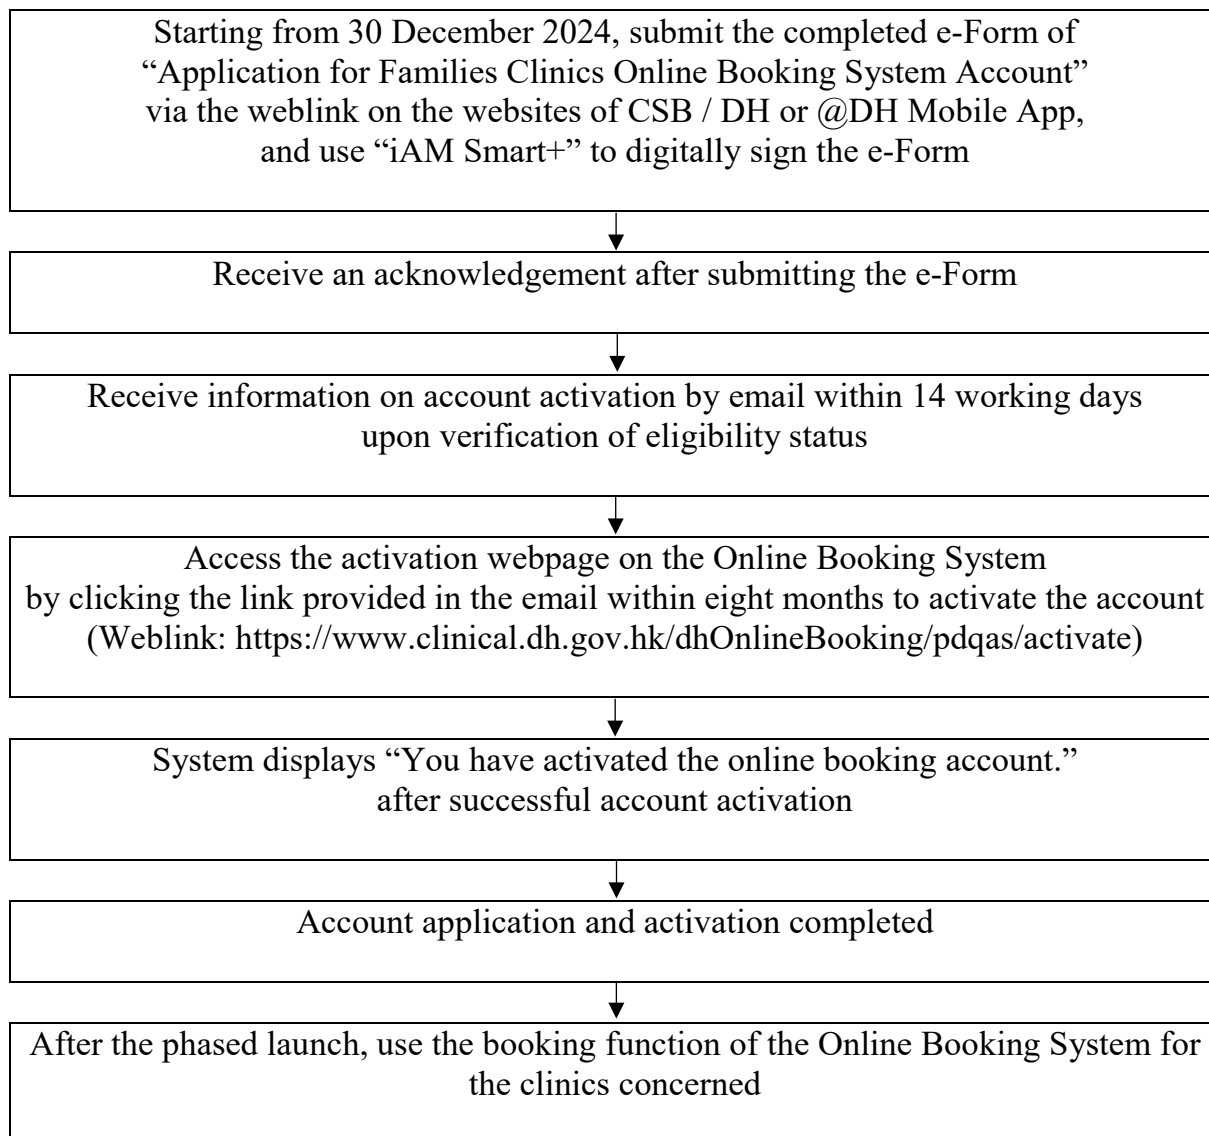 Starting from 30 December 2024, submit the completed e-Form of
“Application for Families Clinics Online Booking System Account”
via the weblink on the websites of CSB / DH or @DH Mobile App,
and use “iAM Smart+” to digitally sign the e-Form
Receive an acknowledgement after submitting the e-Form
Receive information on account activation by email within 14 working days
upon verification of eligibility status
Access the activation webpage on the Online Booking System
by clicking the link provided in the email within eight months to activate the account
(Weblink: https://www.clinical.dh.gov.hk/dhOnlineBooking/pdqas/activate)
System displays “You have activated the online booking account.”
after successful account activation
Account application and activation completed
After the phased launch, use the booking function of the Online Booking System for
the clinics concerned